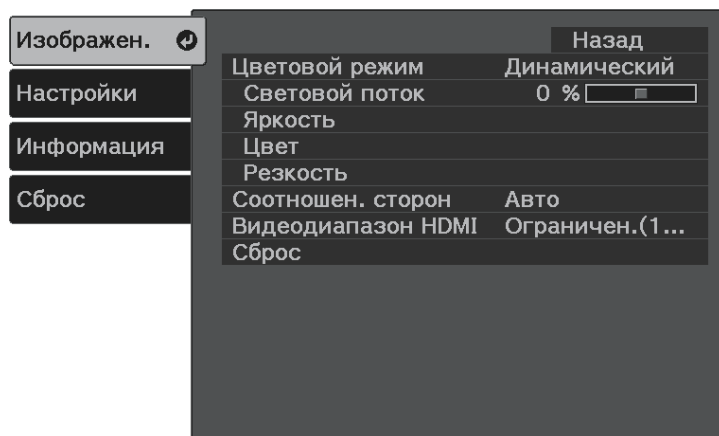 Изображен.
Настройки
Информация
Сброс
Назад
Цветовой режим Динамический
Световой поток 0 %
Яркость
Цвет
Резкость
Соотношен. сторон Авто
Видеодиапазон HDMI Ограничен.(1...
Сброс